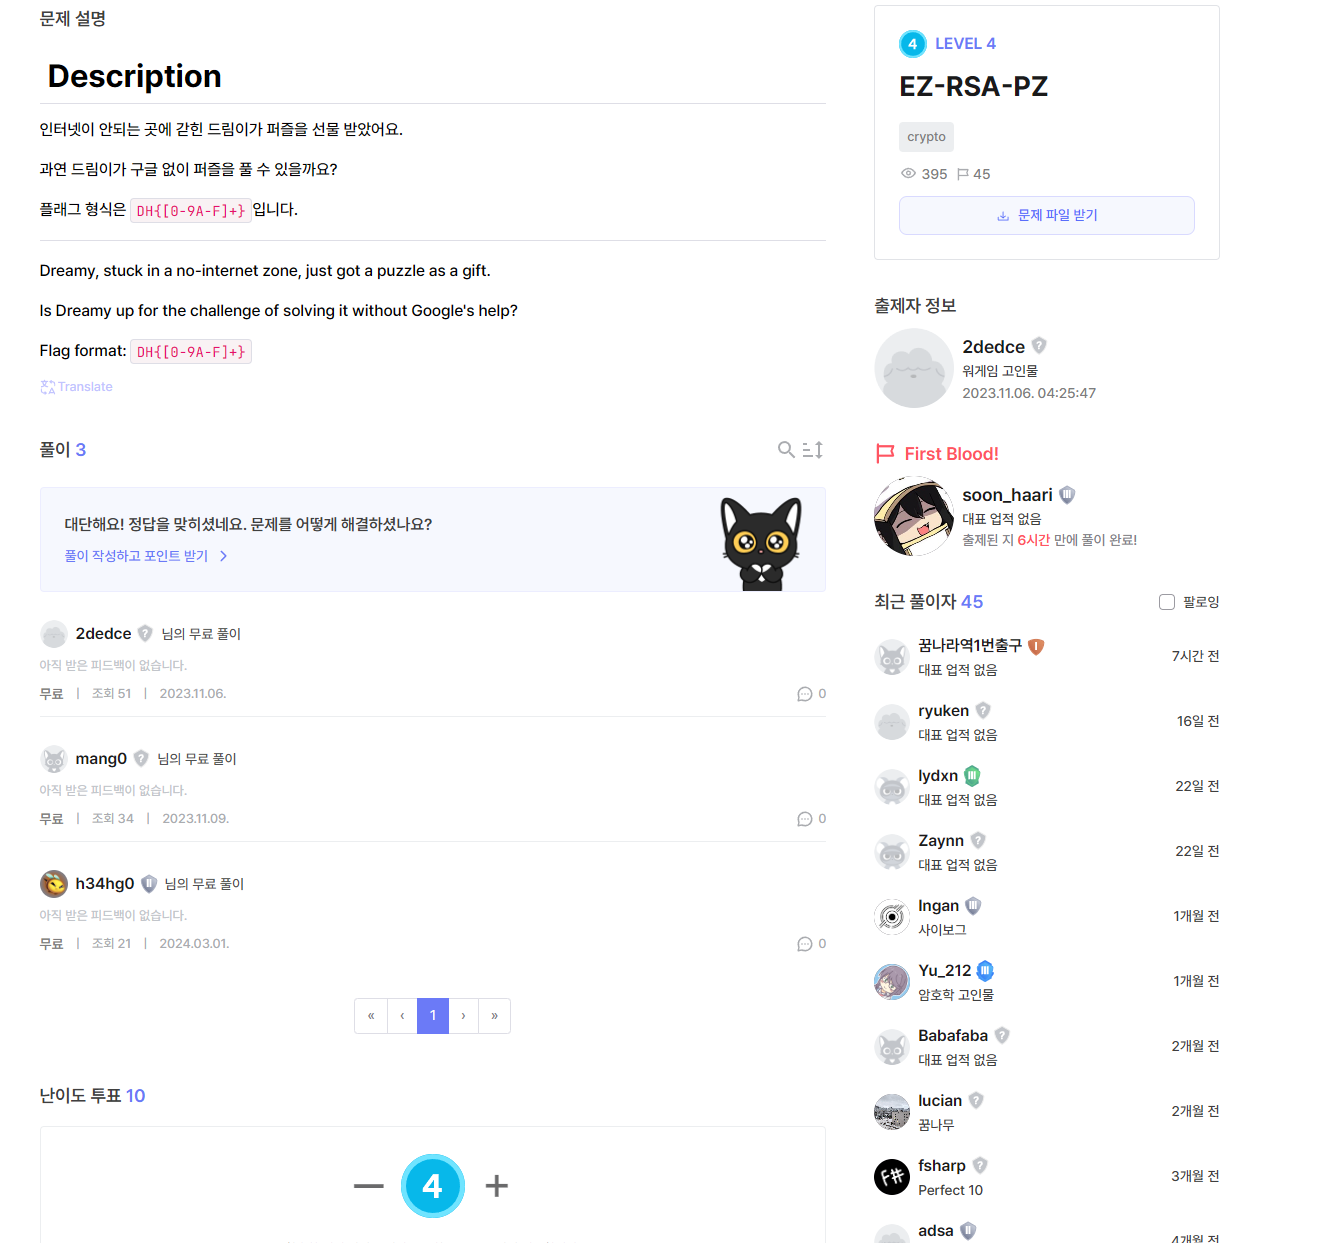 문제 설명
Description
인터넷이 안되는 곳에 갇힌 드림이가 퍼즐을 선물 받았어요.
과연 드림이가 구글 없이 퍼즐을 풀 수 있을까요?
플래그 형식은 DH{[0-9A-F]+} 입니다.
Dreamy, stuck in a no-internet zone, just got a puzzle as a gift.
Is Dreamy up for the challenge of solving it without Google's help?
Flag format: DH{[0-9A-F]+}
Translate
풀이 3
대단해요! 정답을 맞히셨네요. 문제를 어떻게 해결하셨나요?
풀이 작성하고 포인트 받기 >
2dedce ? 님의 무료 풀이
아직 받은 피드백이 없습니다.
무료 | 조회 51 | 2023.11.06. 0
mang0 ? 님의 무료 풀이
아직 받은 피드백이 없습니다.
무료 | 조회 34 | 2023.11.09. 0
h34hg0 II 님의 무료 풀이
아직 받은 피드백이 없습니다.
무료 | 조회 21 | 2024.03.01. 0
« ‹ 1 › »
난이도 투표 10
— 4 +
4 LEVEL 4
EZ-RSA-PZ
crypto
395 45
문제 파일 받기
출제자 정보
2dedce ?
워게임 고인물
2023.11.06. 04:25:47
First Blood!
soon_haari III
대표 업적 없음
출제된 지 6시간 만에 풀이 완료!
최근 풀이자 45 팔로잉
꿈나라역1번출구 I
대표 업적 없음
7시간 전
ryuken ?
대표 업적 없음
16일 전
lydxn III
대표 업적 없음
22일 전
Zaynn ?
대표 업적 없음
22일 전
Ingan III
사이보그
1개월 전
Yu_212 III
암호학 고인물
1개월 전
Babafaba ?
대표 업적 없음
2개월 전
lucian ?
꿈나무
2개월 전
F#
fsharp ?
Perfect 10
3개월 전
adsa II
4개월 전